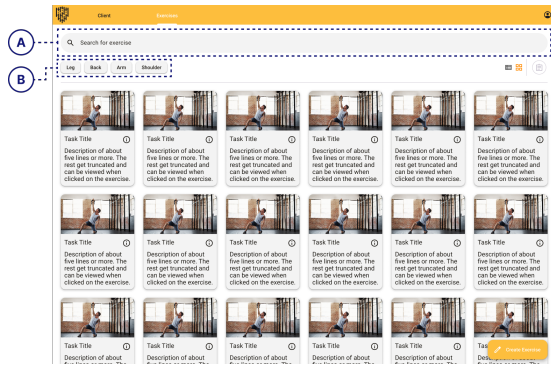 Client
Exercises
A
Search for exercise
B
Leg
Back
Arm
Shoulder
Task Title
Task Title
Task Title
Task Title
Task Title
Task Title
Description of about
five lines or more. The
rest get truncated and
can be viewed when
clicked on the exercise.
Description of about
five lines or more. The
rest get truncated and
can be viewed when
clicked on the exercise.
Description of about
five lines or more. The
rest get truncated and
can be viewed when
clicked on the exercise.
Description of about
five lines or more. The
rest get truncated and
can be viewed when
clicked on the exercise.
Description of about
five lines or more. The
rest get truncated and
can be viewed when
clicked on the exercise.
Description of about
five lines or more. The
rest get truncated and
can be viewed when
clicked on the exercise.
Task Title
Task Title
Task Title
Task Title
Task Title
Task Title
Description of about
five lines or more. The
rest get truncated and
can be viewed when
clicked on the exercise.
Description of about
five lines or more. The
rest get truncated and
can be viewed when
clicked on the exercise.
Description of about
five lines or more. The
rest get truncated and
can be viewed when
clicked on the exercise.
Description of about
five lines or more. The
rest get truncated and
can be viewed when
clicked on the exercise.
Description of about
five lines or more. The
rest get truncated and
can be viewed when
clicked on the exercise.
Description of about
five lines or more. The
rest get truncated and
can be viewed when
clicked on the exercise.
Task Title
Task Title
Task Title
Task Title
Task Title
Create Exercise
Description of about
Description of about
Description of about
Description of about
Description of about
Description of about